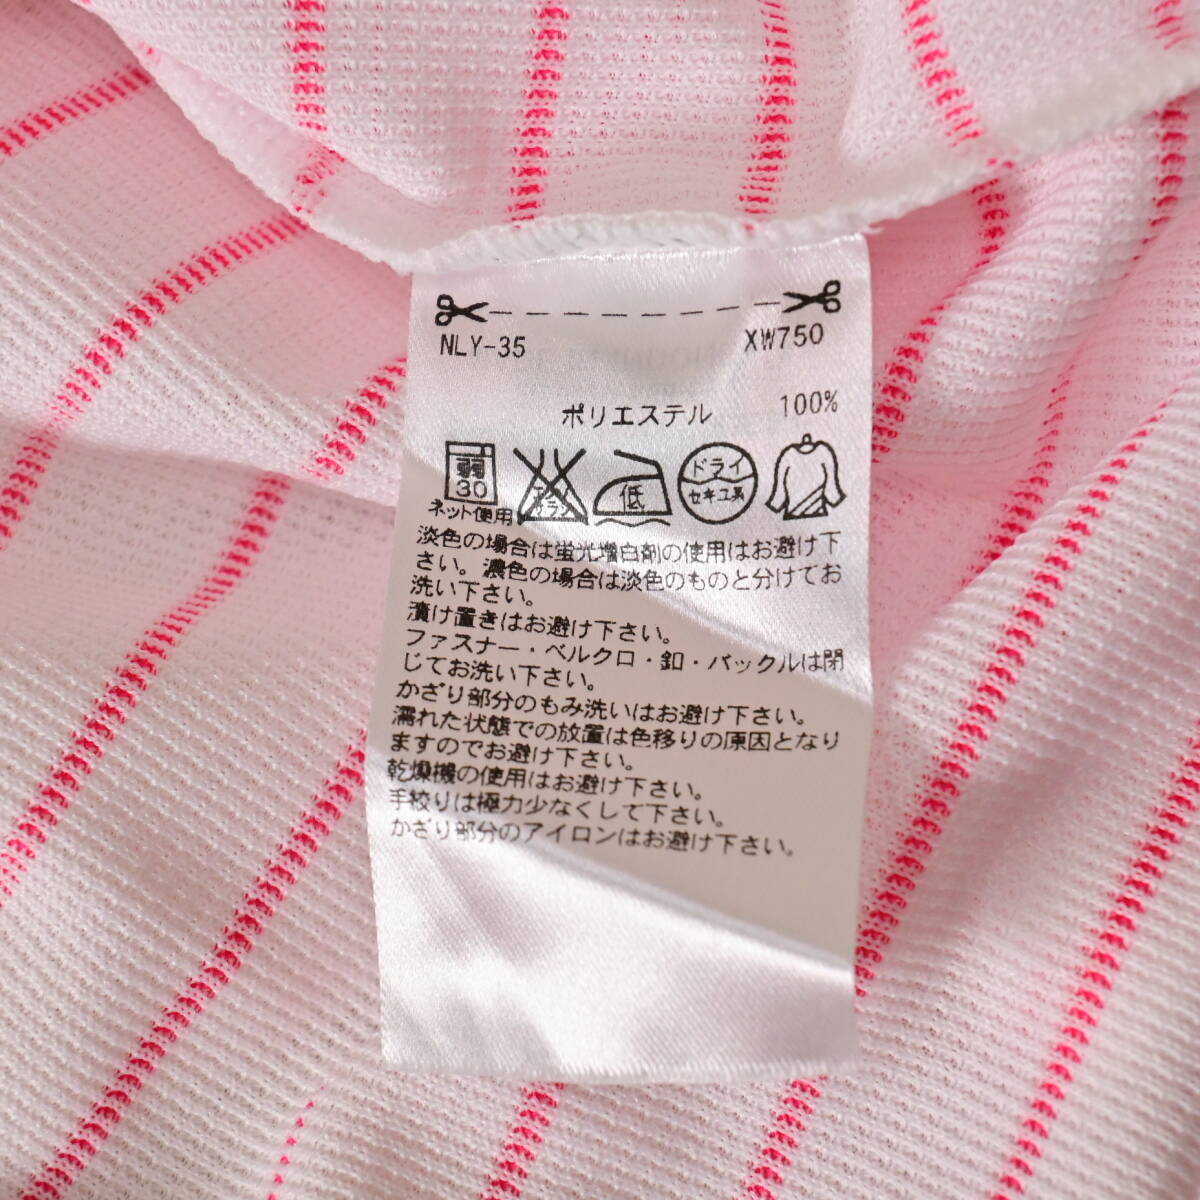 NLY-35 XW750
ポリエステル 100%
弱 30 エンソ サラシ 低 ドライ セキユ系
ネット使用
淡色の場合は蛍光増白剤の使用はお避け下
さい。濃色の場合は淡色のものと分けてお
洗い下さい。
漬け置きはお避け下さい。
ファスナー・ベルクロ・釦・バックルは閉
じてお洗い下さい。
かざり部分のもみ洗いはお避け下さい。
濡れた状態での放置は色移りの原因となり
ますのでお避け下さい。
乾燥機の使用はお避け下さい。
手絞りは極力少なくして下さい。
かざり部分のアイロンはお避け下さい。